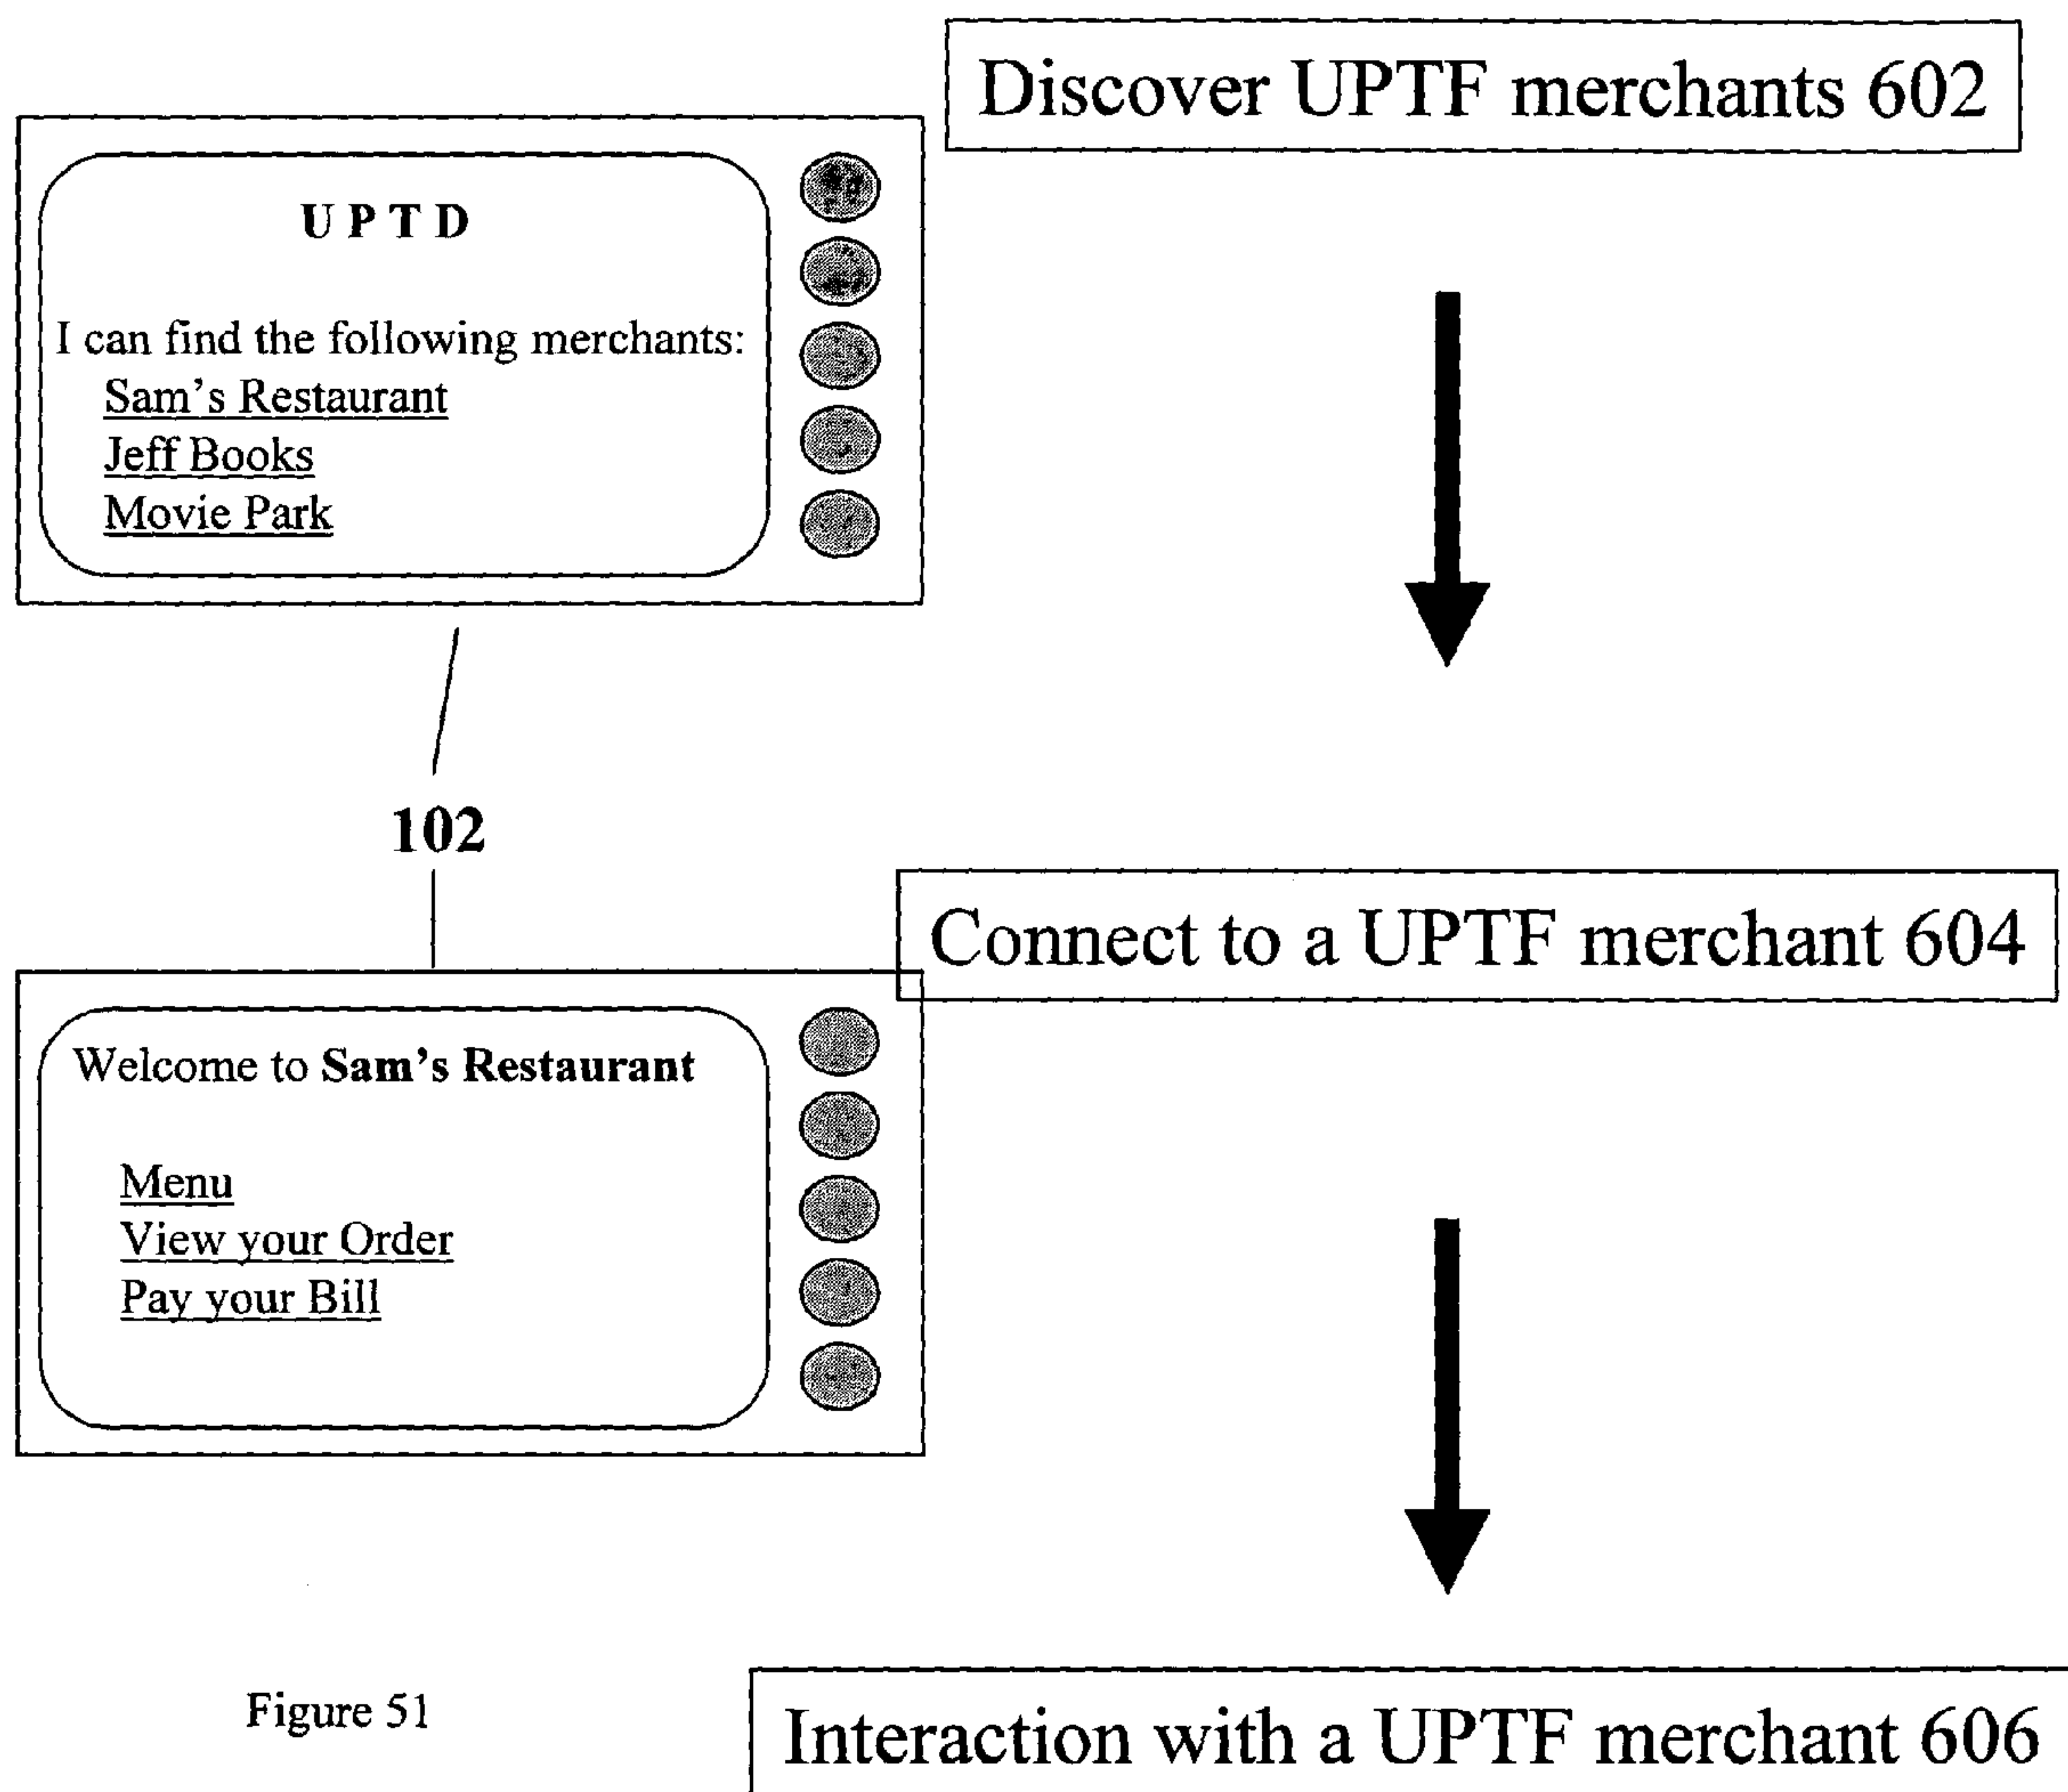 Discover UPTF merchants 602
U P T D
I can find the following merchants:
Sam's Restaurant
Jeff Books
Movie Park
102
Connect to a UPTF merchant 604
Welcome to Sam's Restaurant
Menu
View your Order
Pay your Bill
Figure 51
Interaction with a UPTF merchant 606